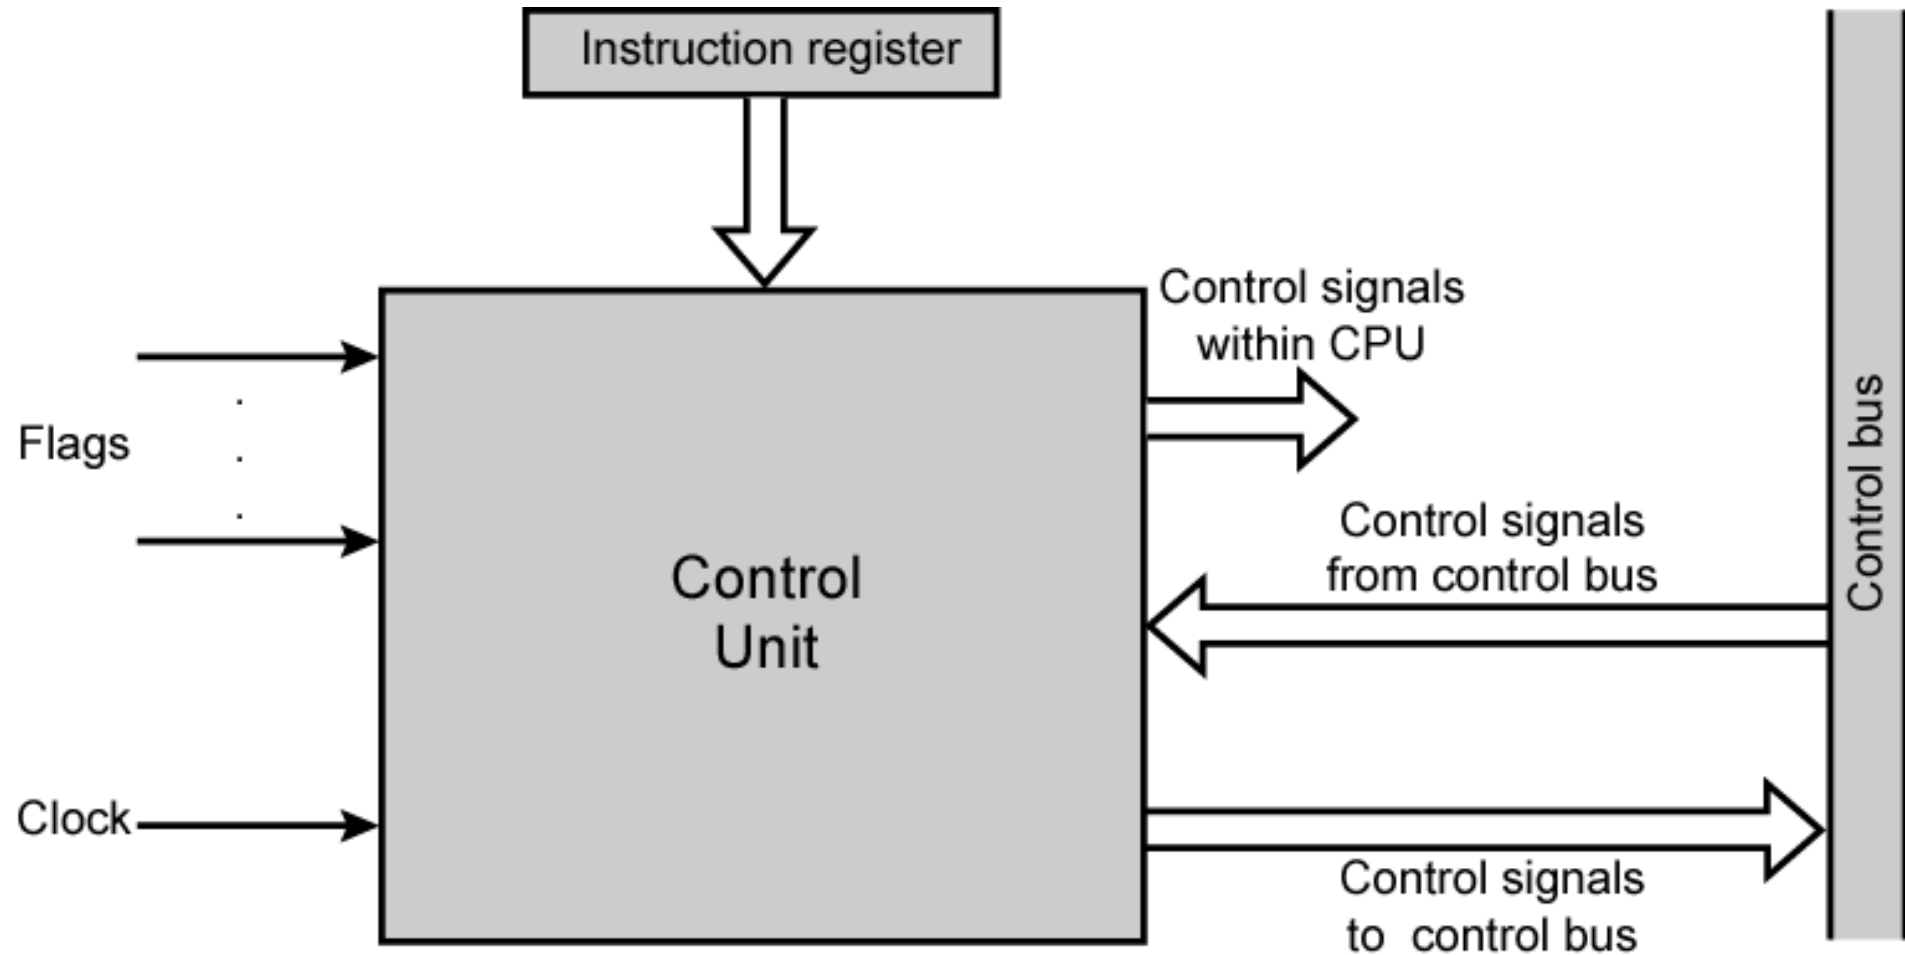 Instruction register
Control signals
within CPU
Flags
Control signals
from control bus
Control bus
Control
Unit
Clock
Control signals
to control bus